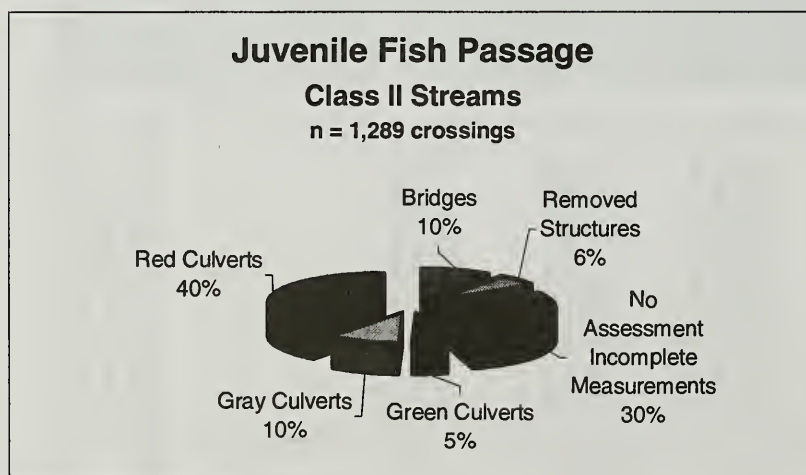 Juvenile Fish Passage
Class II Streams
n = 1,289 crossings
Bridges
10%
Removed
Structures
6%
Red Culverts
40%
No
Assessment
Incomplete
Measurements
30%
Gray Culverts
10%
Green Culverts
5%